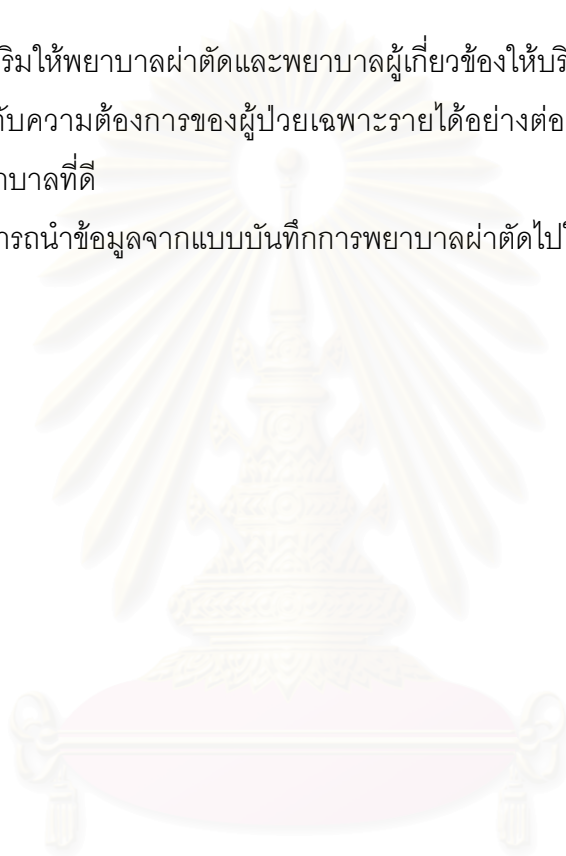 ริมให้พยาบาลผ่าตัดและพยาบาลผู้เกี่ยวข้องให้บริ
กับความต้องการของผู้ป่วยเฉพาะรายได้อย่างต่อ
าบาลที่ดี
ารถนำข้อมูลจากแบบบันทึกการพยาบาลผ่าตัดไปใ